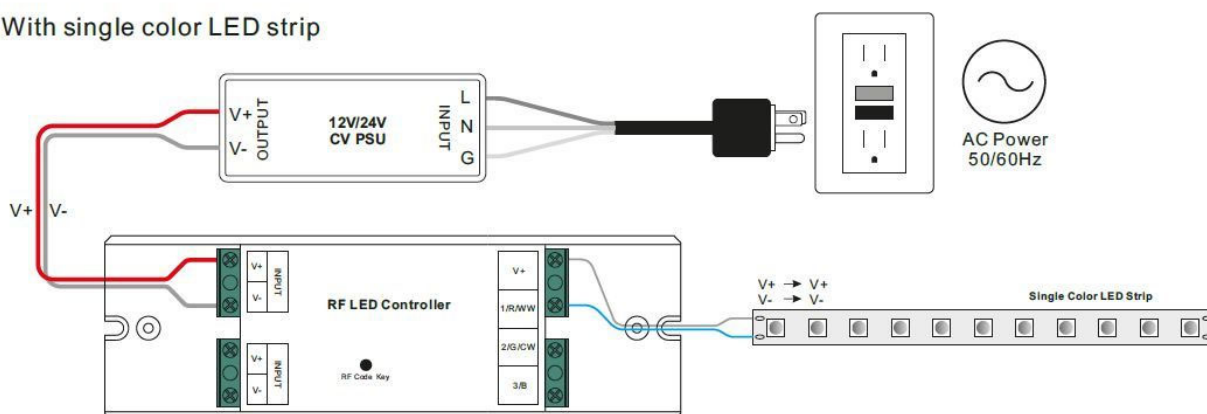 With single color LED strip
V+
V-
OUTPUT
12V/24V
CV PSU
INPUT
L
N
G
AC Power
50/60Hz
V+
V-
V+
V-
INPUT
RF LED Controller
V+
1/R/WW
2/G/CW
3/B
V+
V-
INPUT
RF Code Key
V+ → V+
V- → V-
Single Color LED Strip